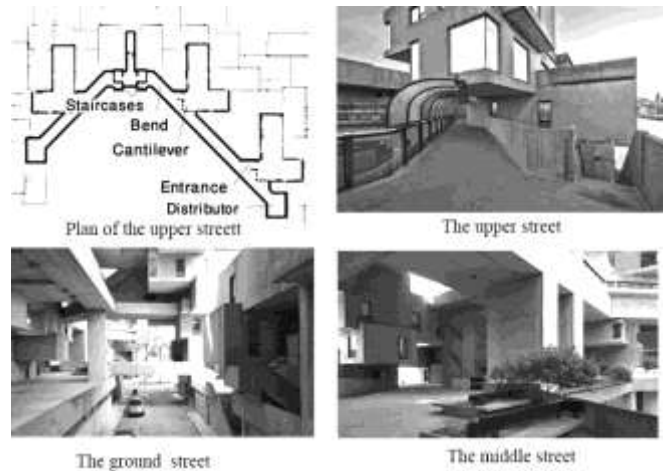 Staircases
Bend
Cantilever
Entrance
Distributor
Plan of the upper streett
The upper street
The ground street
The middle street